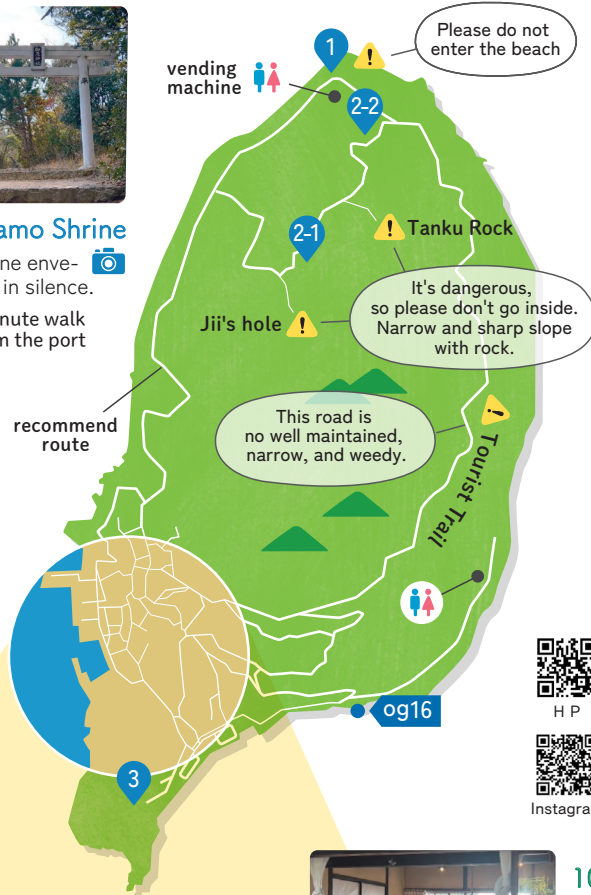 Please do not
enter the beach
1
vending
machine
2-2
amo Shrine
ne enve-
in silence.
nute walk
m the port
2-1
Tanku Rock
It's dangerous,
so please don't go inside.
Narrow and sharp slope
with rock.
Jii's hole
recommend
route
This road is
no well maintained,
narrow, and weedy.
Tourist Trail
og16
3
H P
Instagra
10